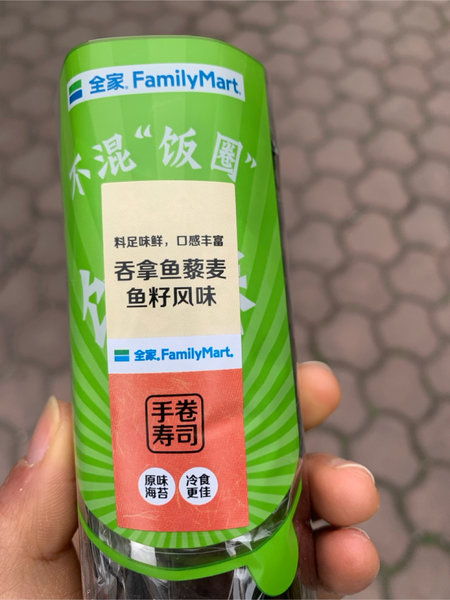 全家 FamilyMart
不混“饭圈”
料足味鲜，口感丰富
吞拿鱼藜麦
鱼籽风味
全家 FamilyMart
手卷
寿司
原味
海苔
冷食
更佳